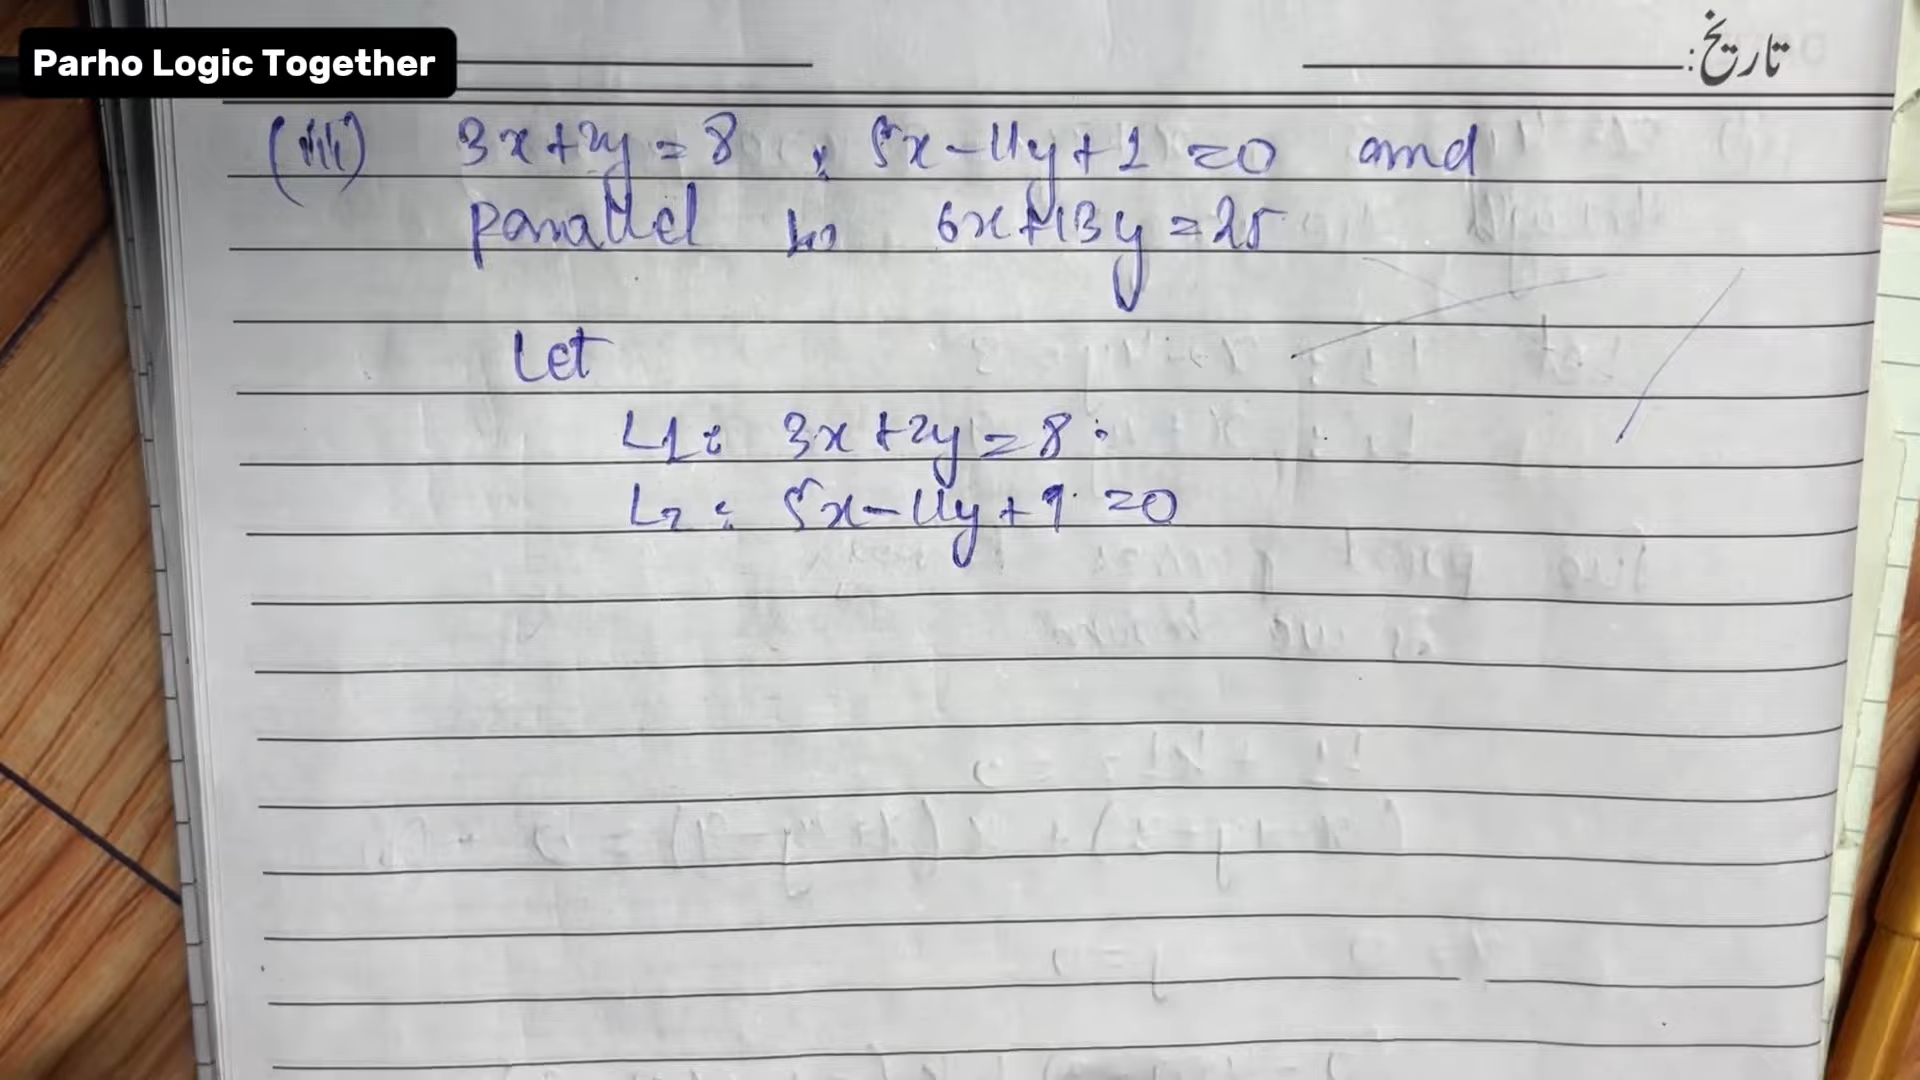 Parho Logic Together
تاریخ:
(iii) 3x+2y=8 ; 5x-11y+1=0 and
parallel to 6x+13y=25
Let
L1: 3x+2y=8
L2: 5x-11y+1=0